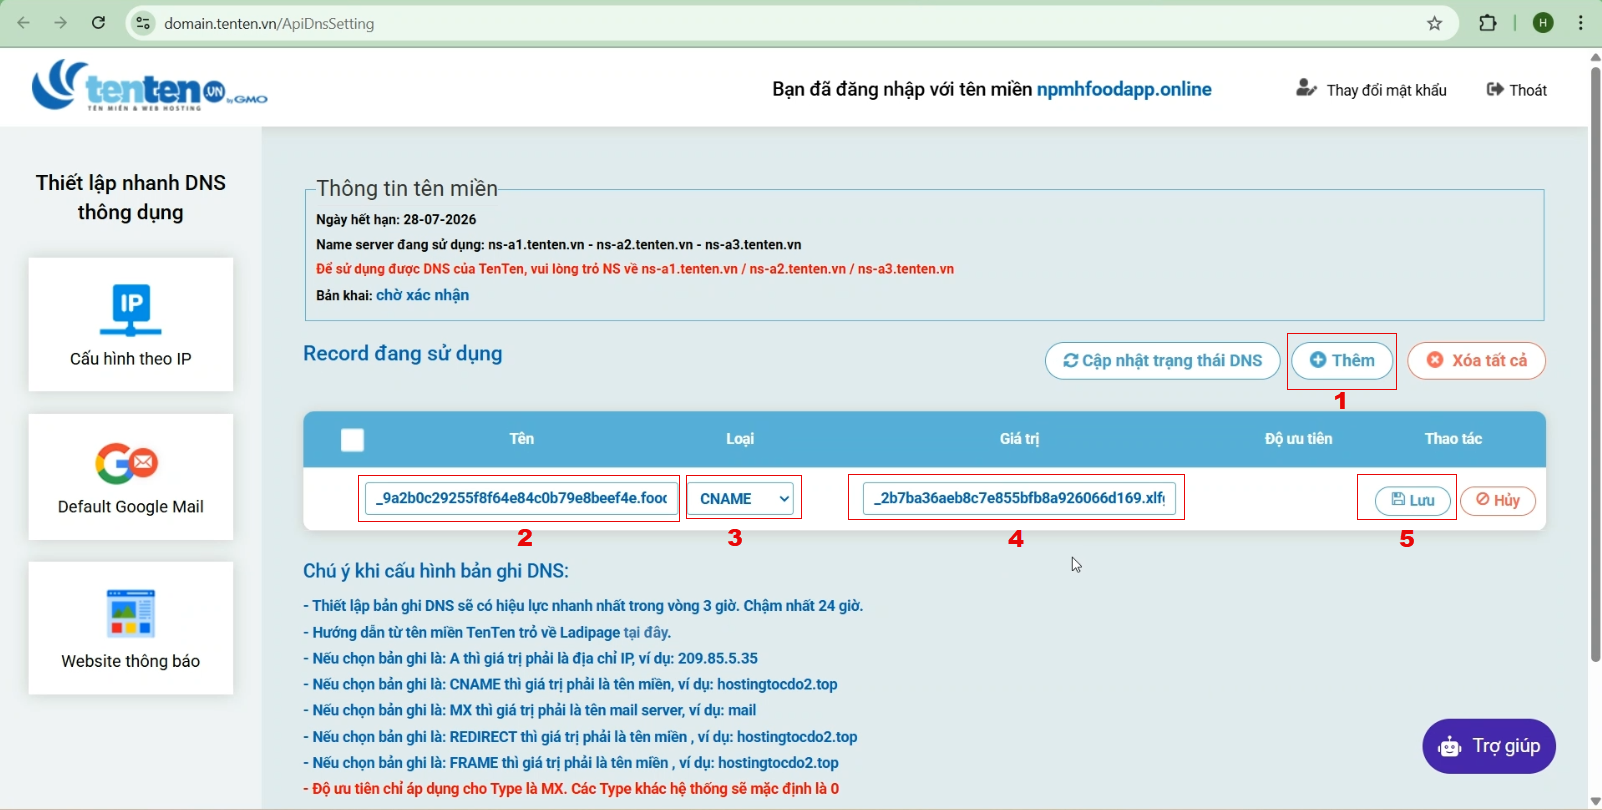 domain.tenten.vn/ApiDnsSetting
H
tenten.vn
by GMO
TÊN MIỀN & WEB HOSTING
Bạn đã đăng nhập với tên miền npmhfoodapp.online
Thay đổi mật khẩu
Thoát
Thiết lập nhanh DNS
thông dụng
IP
Cấu hình theo IP
Default Google Mail
Website thông báo
Thông tin tên miền
Ngày hết hạn: 28-07-2026
Name server đang sử dụng: ns-a1.tenten.vn - ns-a2.tenten.vn - ns-a3.tenten.vn
Để sử dụng được DNS của TenTen, vui lòng trỏ NS về ns-a1.tenten.vn / ns-a2.tenten.vn / ns-a3.tenten.vn
Bản khai: chờ xác nhận
Record đang sử dụng
Cập nhật trạng thái DNS
Thêm
Xóa tất cả
1
Tên
Loại
Giá trị
Độ ưu tiên
Thao tác
_9a2b0c29255f8f64e84c0b79e8beef4e.food
CNAME
_2b7ba36aeb8c7e855bfb8a926066d169.xlfg
Lưu
Hủy
2
3
4
5
Chú ý khi cấu hình bản ghi DNS:
- Thiết lập bản ghi DNS sẽ có hiệu lực nhanh nhất trong vòng 3 giờ. Chậm nhất 24 giờ.
- Hướng dẫn từ tên miền TenTen trỏ về Ladipage tại đây.
- Nếu chọn bản ghi là: A thì giá trị phải là địa chỉ IP, ví dụ: 209.85.5.35
- Nếu chọn bản ghi là: CNAME thì giá trị phải là tên miền, ví dụ: hostingtocdo2.top
- Nếu chọn bản ghi là: MX thì giá trị phải là tên mail server, ví dụ: mail
- Nếu chọn bản ghi là: REDIRECT thì giá trị phải là tên miền , ví dụ: hostingtocdo2.top
- Nếu chọn bản ghi là: FRAME thì giá trị phải là tên miền , ví dụ: hostingtocdo2.top
- Độ ưu tiên chỉ áp dụng cho Type là MX. Các Type khác hệ thống sẽ mặc định là 0
Trợ giúp